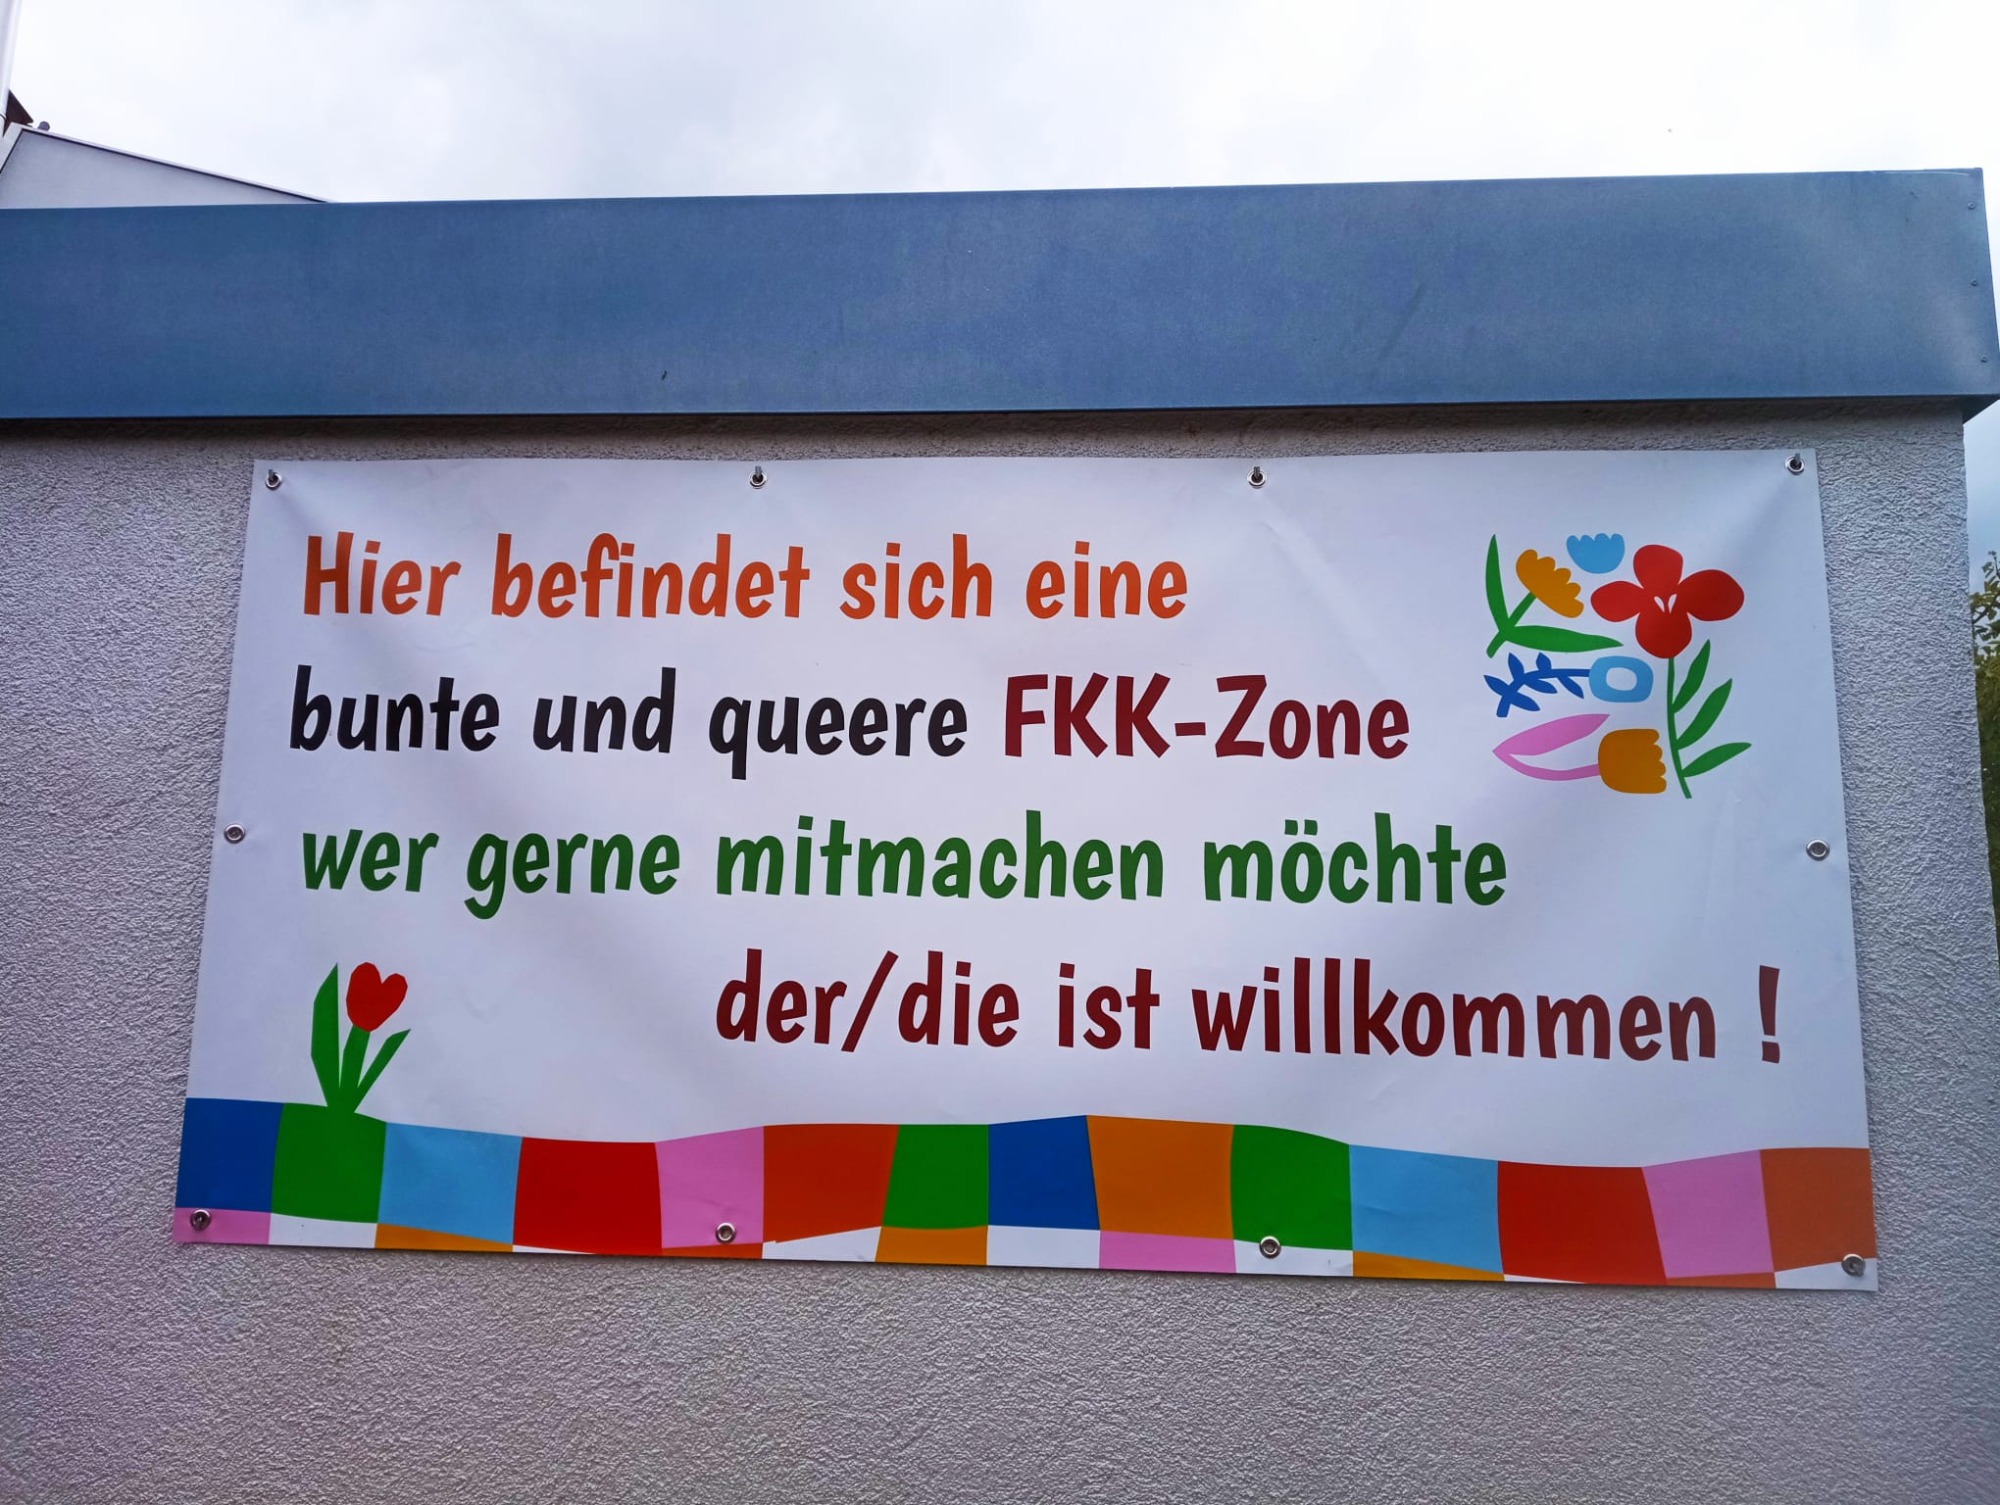 Hier befindet sich eine
bunte und queere FKK-Zone
wer gerne mitmachen möchte
der/die ist willkommen !